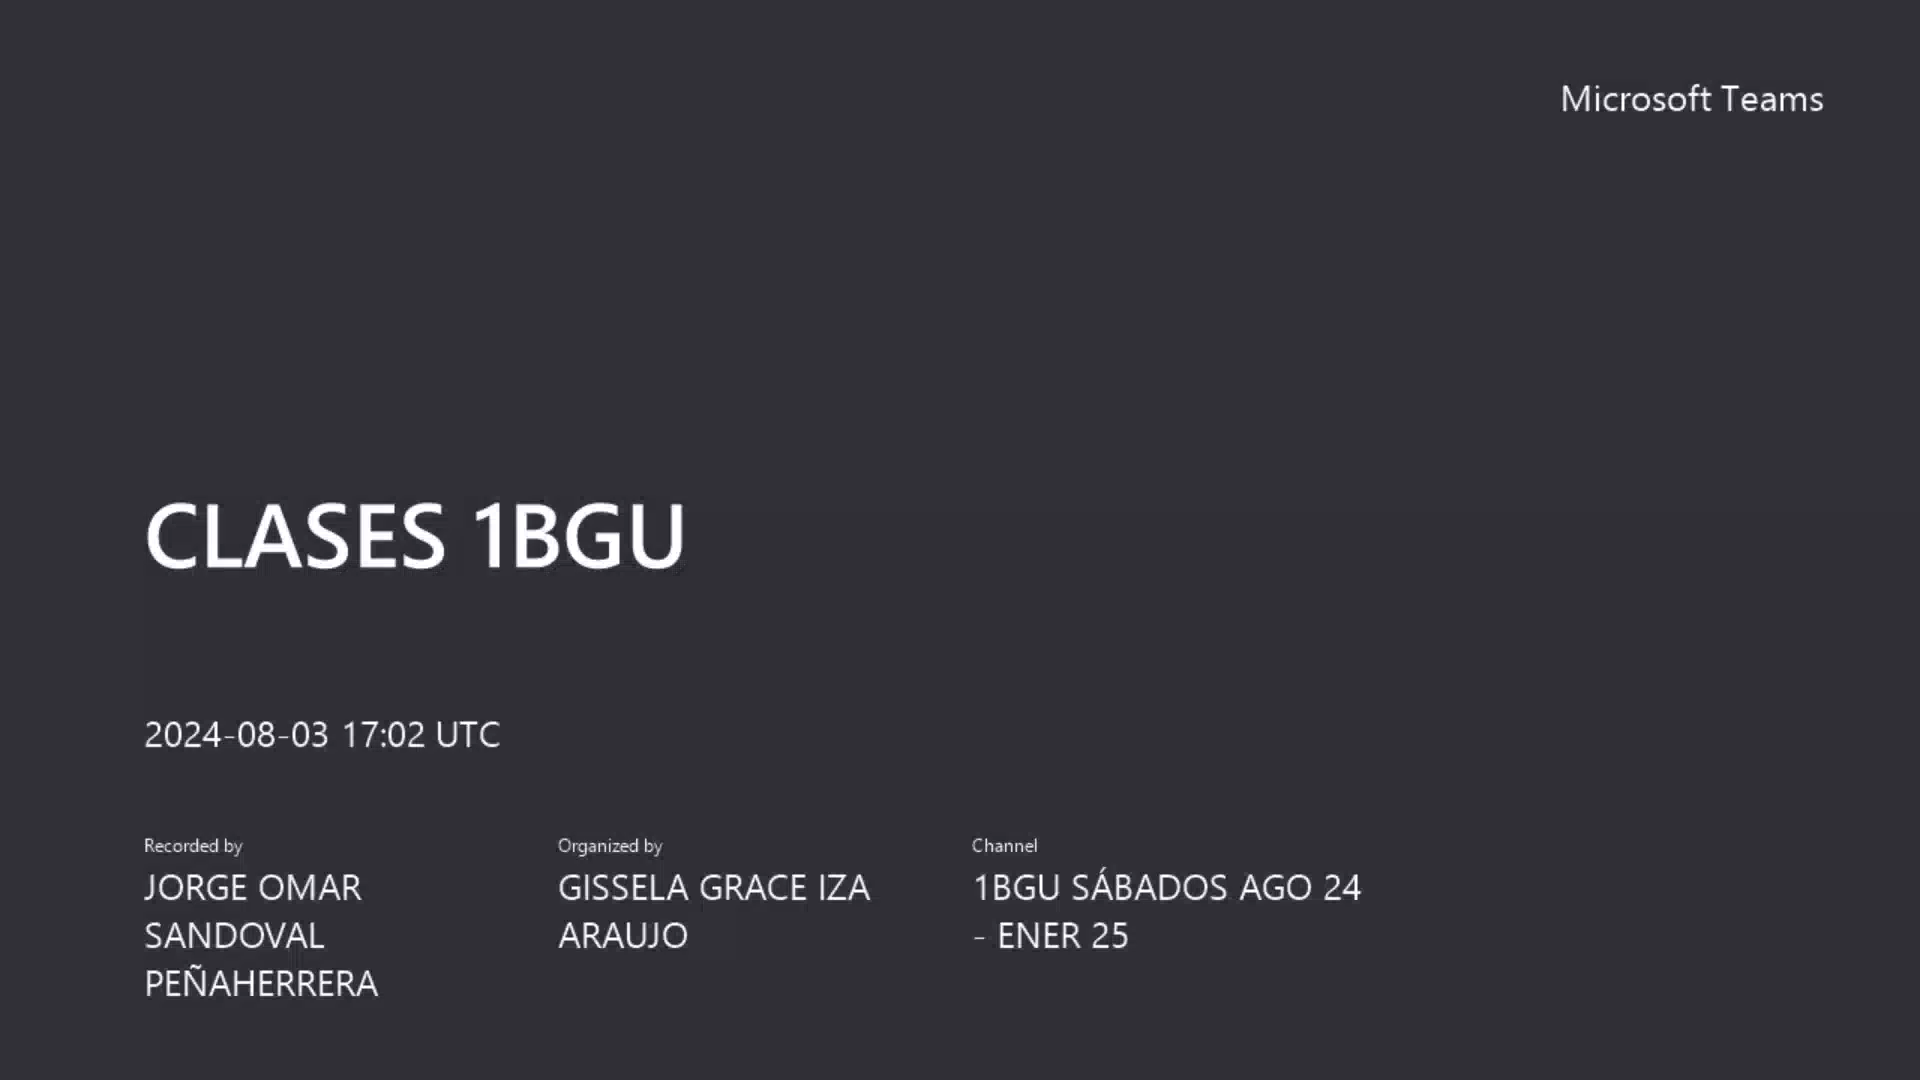 Microsoft Teams
CLASES 1BGU
2024-08-03 17:02 UTC
Recorded by
JORGE OMAR
SANDOVAL
PEÑAHERRERA
Organized by
GISSELA GRACE IZA
ARAUJO
Channel
1BGU SÁBADOS AGO 24
- ENER 25